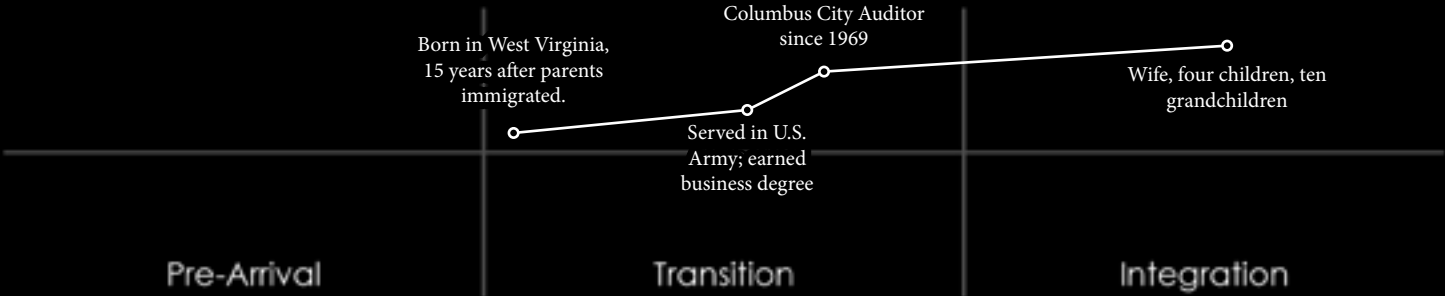 Born in West Virginia,
15 years after parents
immigrated.
Served in U.S.
Army; earned
business degree
Columbus City Auditor
since 1969
Wife, four children, ten
grandchildren
Pre-Arrival
Transition
Integration